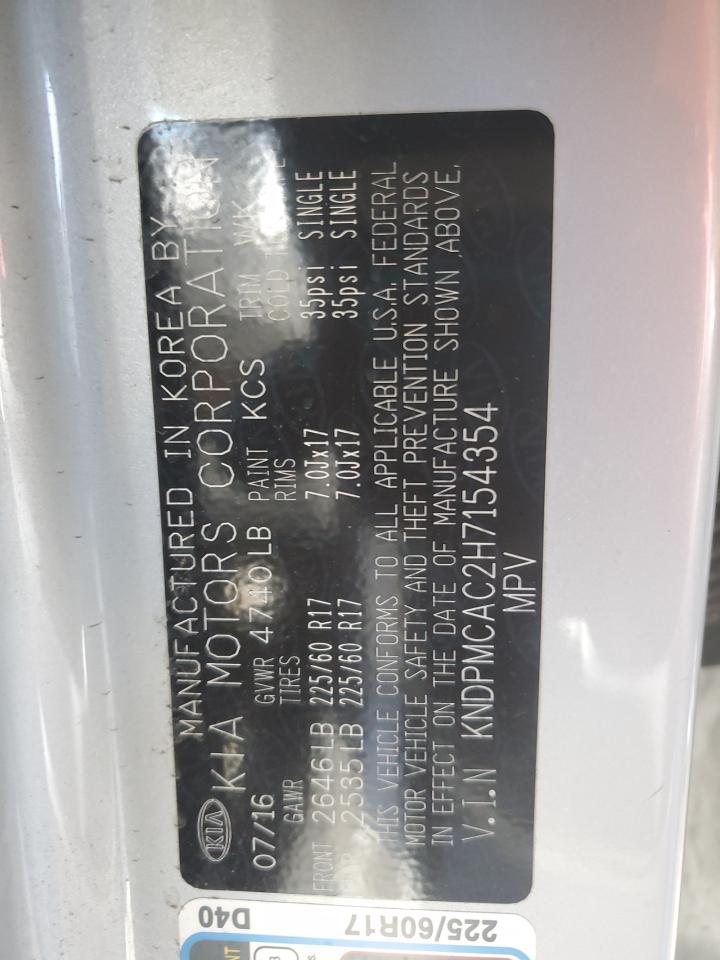 MANUFACTURED IN KOREA BY
KIA KIA MOTORS CORPORATION
07/16 GVWR 4740LB PAINT KCS TRIM WK
GAWR TIRES RIMS COLD
FRONT 2646LB 225/60 R17 7.0Jx17 35psi SINGLE
2535LB 225/60 R17 7.0Jx17 35psi SINGLE
THIS VEHICLE CONFORMS TO ALL APPLICABLE U.S.A. FEDERAL
MOTOR VEHICLE SAFETY AND THEFT PREVENTION STANDARDS
IN EFFECT ON THE DATE OF MANUFACTURE SHOWN ABOVE.
V.I.N KNDPMCAC2H7154354
MPV
225/60R17 D40